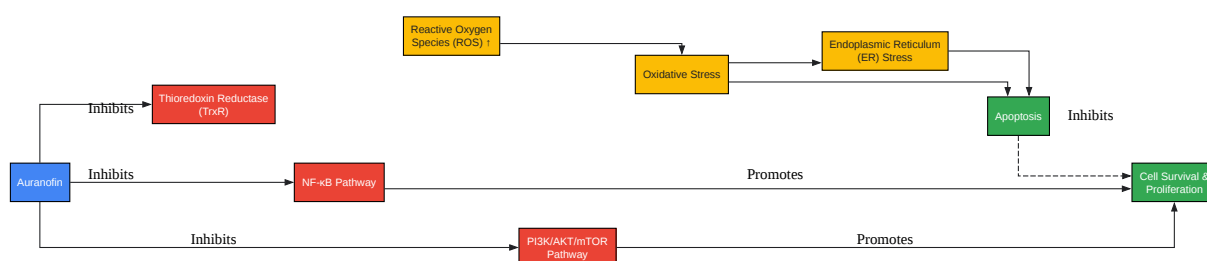 Reactive Oxygen
Species (ROS) ↑
Endoplasmic Reticulum
(ER) Stress
Oxidative Stress
Thioredoxin Reductase
(TrxR)
Inhibits
Apoptosis
Inhibits
Auranofin
Inhibits
NF-κB Pathway
Promotes
Cell Survival &
Proliferation
Inhibits
PI3K/AKT/mTOR
Pathway
Promotes